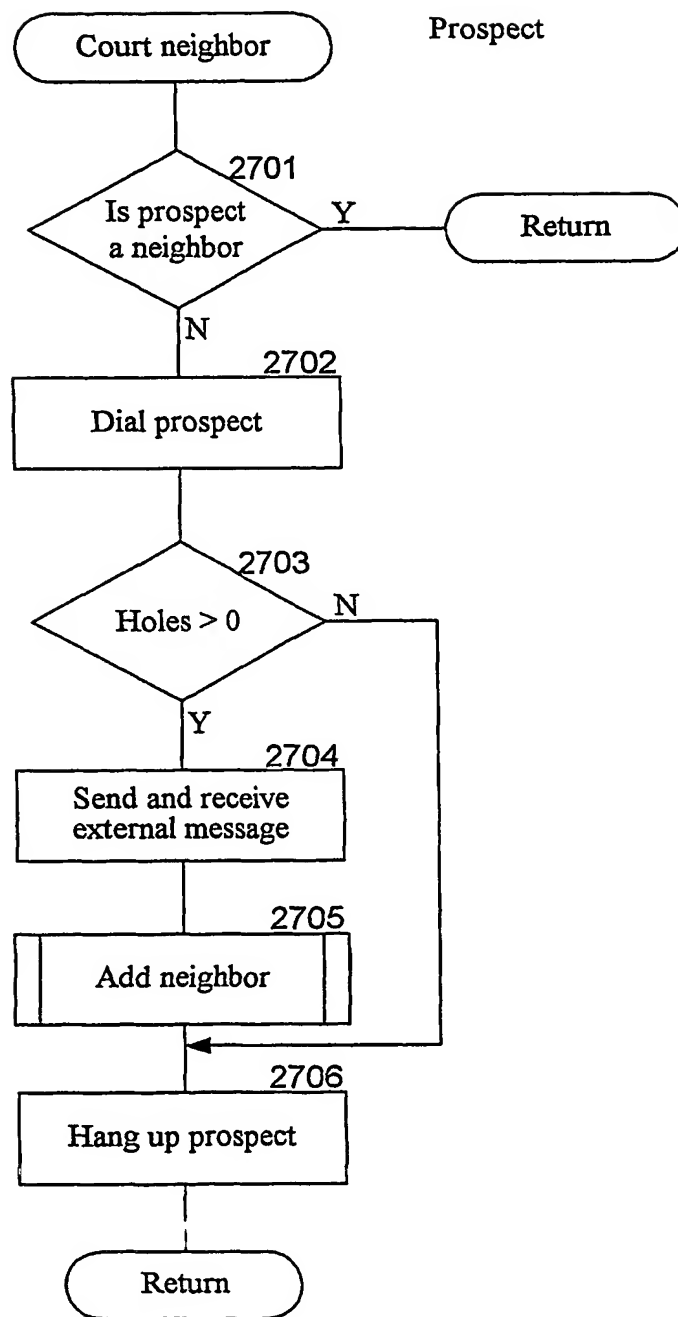 Court neighbor
Prospect
2701
Is prospect
a neighbor
Y
Return
N
2702
Dial prospect
2703
Holes > 0
N
Y
2704
Send and receive
external message
2705
Add neighbor
2706
Hang up prospect
Return